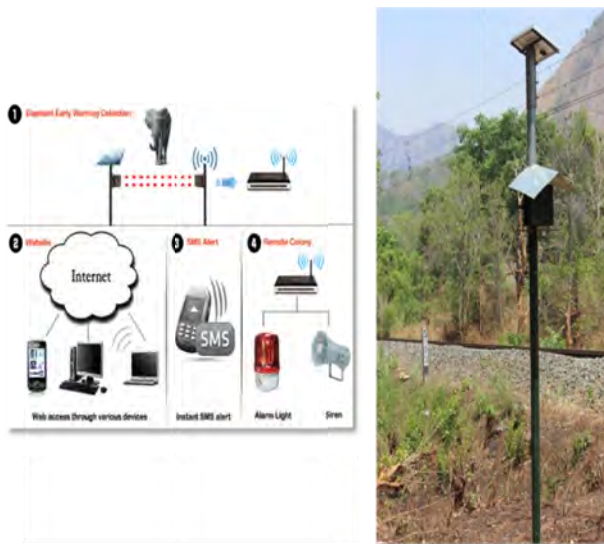 1 Elephant Early Warning Detection
2 Website
Internet
Web access through various devices
3 SMS Alert
SMS
Instant SMS alert
4 Remote Colony
Alarm Light
Siren